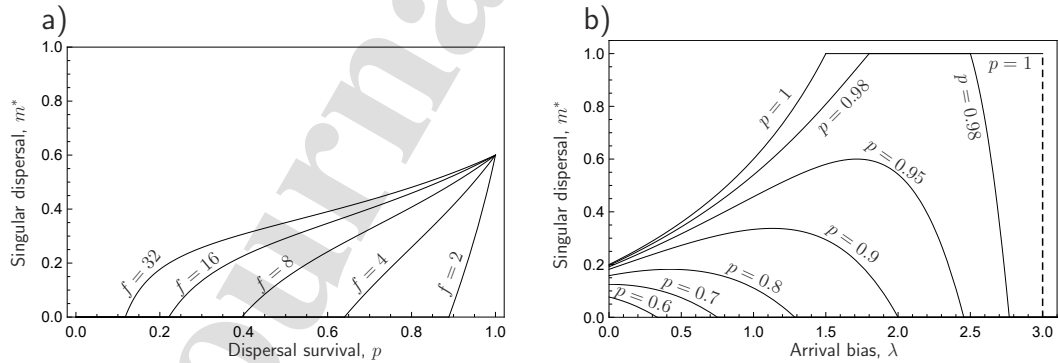 a)
1.0
0.8
0.6
0.4
0.2
0.0
Singular dispersal, m*
f = 32
f = 16
f = 8
f = 4
f = 2
0.0 0.2 0.4 0.6 0.8 1.0
Dispersal survival, p
b)
1.0
0.8
0.6
0.4
0.2
0.0
Singular dispersal, m*
p = 1
p = 0.98
p = 1
p = 0.98
p = 0.95
p = 0.9
p = 0.8
p = 0.7
p = 0.6
0.0 0.5 1.0 1.5 2.0 2.5 3.0
Arrival bias, λ
ourna